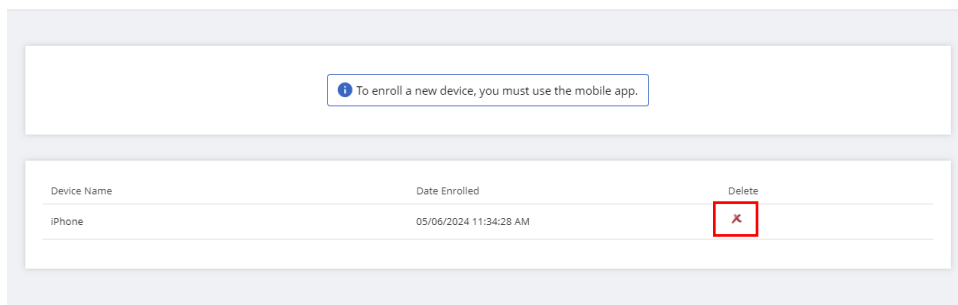 To enroll a new device, you must use the mobile app.
Device Name Date Enrolled Delete
iPhone 05/06/2024 11:34:28 AM